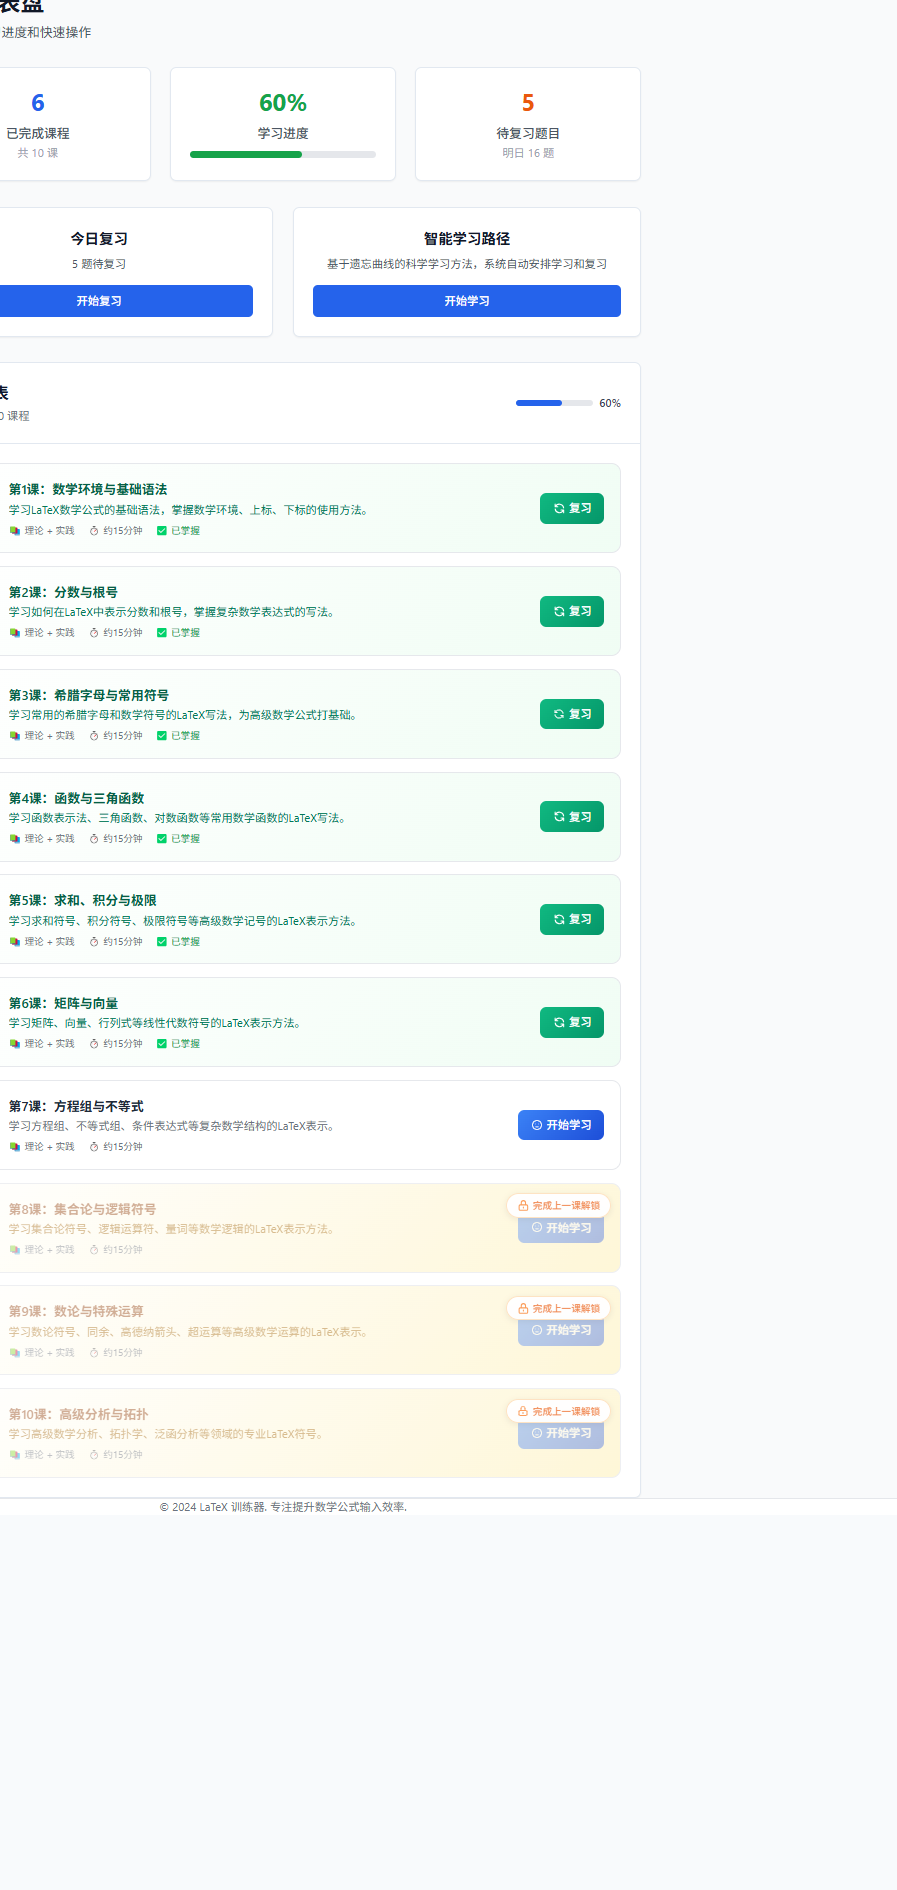 表盘
进度和快速操作
6
已完成课程
共 10 课
60%
学习进度
5
待复习题目
明日 16 题
今日复习
5 题待复习
开始复习
智能学习路径
基于遗忘曲线的科学学习方法，系统自动安排学习和复习
开始学习
表
0 课程
60%
第1课：数学环境与基础语法
学习LaTeX数学公式的基础语法，掌握数学环境、上标、下标的使用方法。
理论 + 实践 约15分钟 已掌握
复习
第2课：分数与根号
学习如何在LaTeX中表示分数和根号，掌握复杂数学表达式的写法。
理论 + 实践 约15分钟 已掌握
复习
第3课：希腊字母与常用符号
学习常用的希腊字母和数学符号的LaTeX写法，为高级数学公式打基础。
理论 + 实践 约15分钟 已掌握
复习
第4课：函数与三角函数
学习函数表示法、三角函数、对数函数等常用数学函数的LaTeX写法。
理论 + 实践 约15分钟 已掌握
复习
第5课：求和、积分与极限
学习求和符号、积分符号、极限符号等高级数学记号的LaTeX表示方法。
理论 + 实践 约15分钟 已掌握
复习
第6课：矩阵与向量
学习矩阵、向量、行列式等线性代数符号的LaTeX表示方法。
理论 + 实践 约15分钟 已掌握
复习
第7课：方程组与不等式
学习方程组、不等式组、条件表达式等复杂数学结构的LaTeX表示。
理论 + 实践 约15分钟
开始学习
第8课：集合论与逻辑符号
学习集合论符号、逻辑运算符、量词等数学逻辑的LaTeX表示方法。
理论 + 实践 约15分钟
完成上一课解锁
开始学习
第9课：数论与特殊运算
学习数论符号、同余、高德纳箭头、超运算等高级数学运算的LaTeX表示。
理论 + 实践 约15分钟
完成上一课解锁
开始学习
第10课：高级分析与拓扑
学习高级数学分析、拓扑学、泛函分析等领域的专业LaTeX符号。
理论 + 实践 约15分钟
完成上一课解锁
开始学习
© 2024 LaTeX 训练器. 专注提升数学公式输入效率.